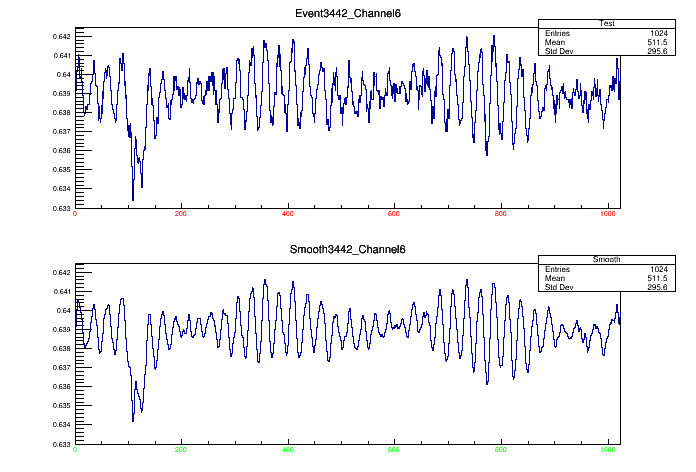 Event3442_Channel6
Test
Entries 1024
Mean 511.5
Std Dev 295.6
0.642
0.641
0.64
0.639
0.638
0.637
0.636
0.635
0.634
0.633
0 200 400 600 800 1000
Smooth3442_Channel6
Smooth
Entries 1024
Mean 511.5
Std Dev 295.6
0.642
0.641
0.64
0.639
0.638
0.637
0.636
0.635
0.634
0.633
0 200 400 600 800 1000